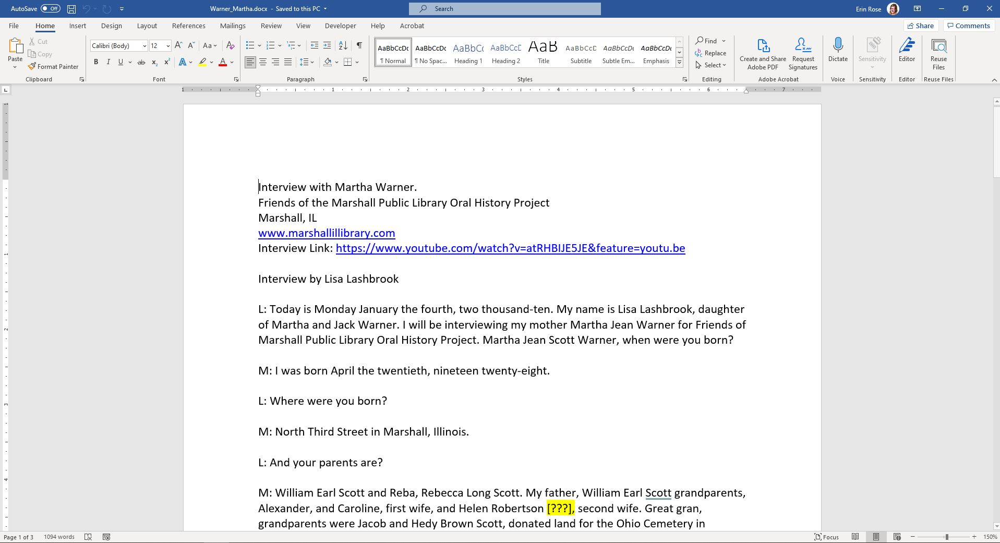 AutoSave Off Warner_Martha.docx - Saved to this PC Search Erin Rose
File Home Insert Design Layout References Mailings Review View Developer Help Acrobat Share Comments
Paste
Cut
Copy
Format Painter
Clipboard
Calibri (Body) 12
Font
Paragraph
AaBbCcDc AaBbCcDc AaBbCc AaBbCcD AaB AaBbCcD AaBbCcDc AaBbCcDc
¶ Normal ¶ No Spac... Heading 1 Heading 2 Title Subtitle Subtle Em... Emphasis
Styles
Find
Replace
Select
Editing
Create and Share Adobe PDF
Request Signatures
Adobe Acrobat
Dictate
Voice
Sensitivity
Sensitivity
Editor
Editor
Reuse Files
Reuse Files
1 1 2 3 4 5 6 7
Interview with Martha Warner.
Friends of the Marshall Public Library Oral History Project
Marshall, IL
www.marshallillibrary.com
Interview Link: https://www.youtube.com/watch?v=atRHBIJE5JE&feature=youtu.be
Interview by Lisa Lashbrook
L: Today is Monday January the fourth, two thousand-ten. My name is Lisa Lashbrook, daughter
of Martha and Jack Warner. I will be interviewing my mother Martha Jean Warner for Friends of
Marshall Public Library Oral History Project. Martha Jean Scott Warner, when were you born?
M: I was born April the twentieth, nineteen twenty-eight.
L: Where were you born?
M: North Third Street in Marshall, Illinois.
L: And your parents are?
M: William Earl Scott and Reba, Rebecca Long Scott. My father, William Earl Scott grandparents,
Alexander, and Caroline, first wife, and Helen Robertson [???], second wife. Great gran,
grandparents were Jacob and Hedy Brown Scott, donated land for the Ohio Cemetery in
Page 1 of 3 1094 words Focus 150%